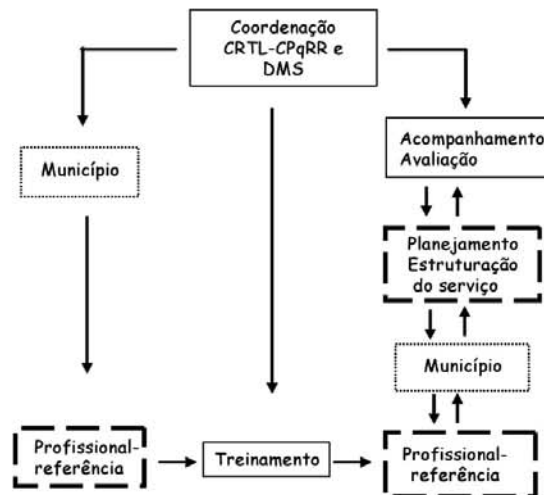 Coordenação
CRTL-CPqRR e
DMS
Município
Acompanhamento
Avaliação
Planejamento
Estruturação
do serviço
Município
Profissional-
referência
Treinamento
Profissional-
referência